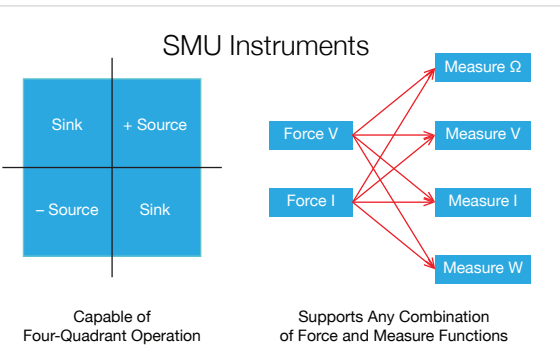 SMU Instruments
Sink
+ Source
– Source
Sink
Capable of
Four-Quadrant Operation
Force V
Force I
Measure Ω
Measure V
Measure I
Measure W
Supports Any Combination
of Force and Measure Functions